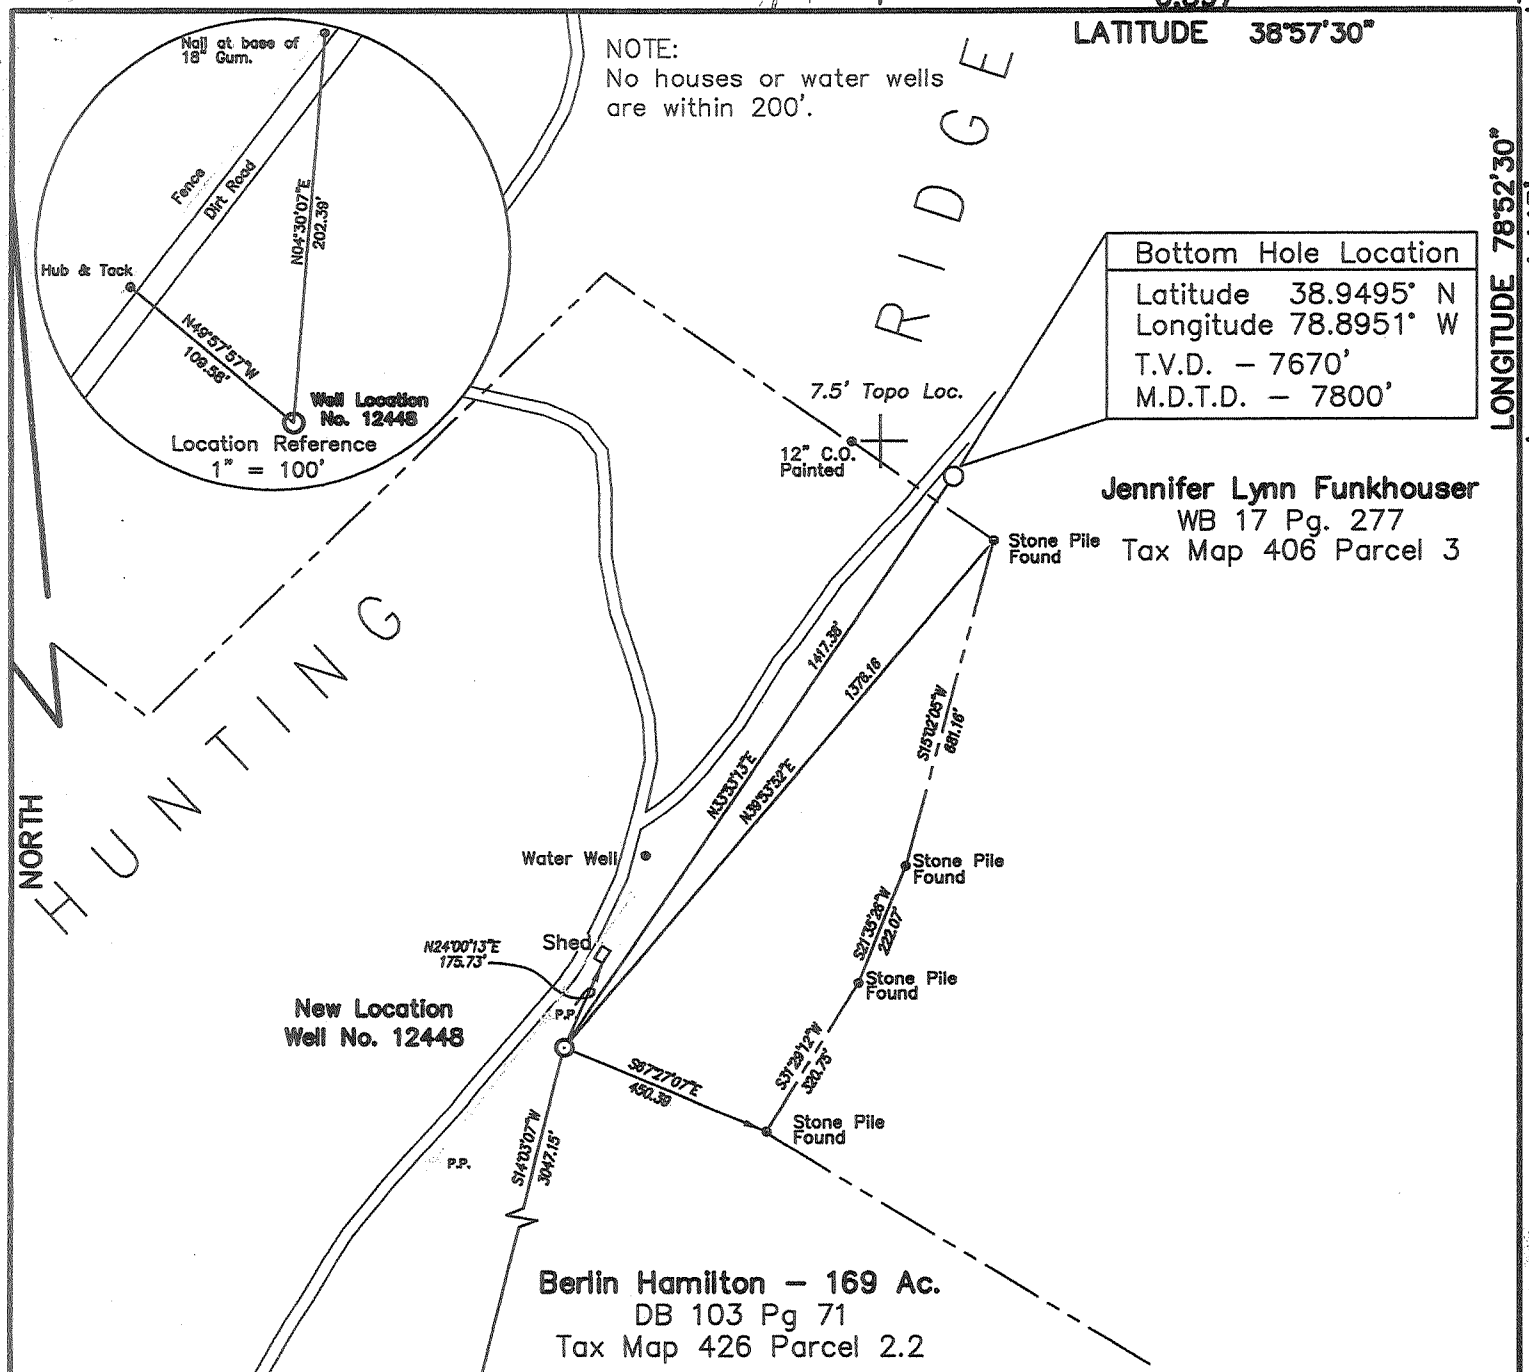 LATITUDE 38°57'30"
LONGITUDE 78°52'30"
Nail at base of
18" Gum.
Fence
Dirt Road
N04°30'07"E
202.39'
Hub & Tack
N49°57'57"W
109.58'
Well Location
No. 12448
Location Reference
1" = 100'
NOTE:
No houses or water wells
are within 200'.
HUNTING
RIDGE
Bottom Hole Location
Latitude 38.9495° N
Longitude 78.8951° W
T.V.D. – 7670'
M.D.T.D. – 7800'
7.5' Topo Loc.
12" C.O.
Painted
Jennifer Lynn Funkhouser
WB 17 Pg. 277
Tax Map 406 Parcel 3
Stone Pile
Found
1417.36'
1376.16
S15°02'05"W
681.16'
N33°53'13"E
N39°53'52"E
NORTH
Water Well
Stone Pile
Found
S21°35'26"W
222.07'
N24°00'13"E
175.73'
Shed
Stone Pile
Found
New Location
Well No. 12448
P.P.
S67°27'07"E
450.39
S31°29'12"W
320.75'
Stone Pile
Found
S14°03'07"W
3047.15'
P.P.
Berlin Hamilton – 169 Ac.
DB 103 Pg 71
Tax Map 426 Parcel 2.2